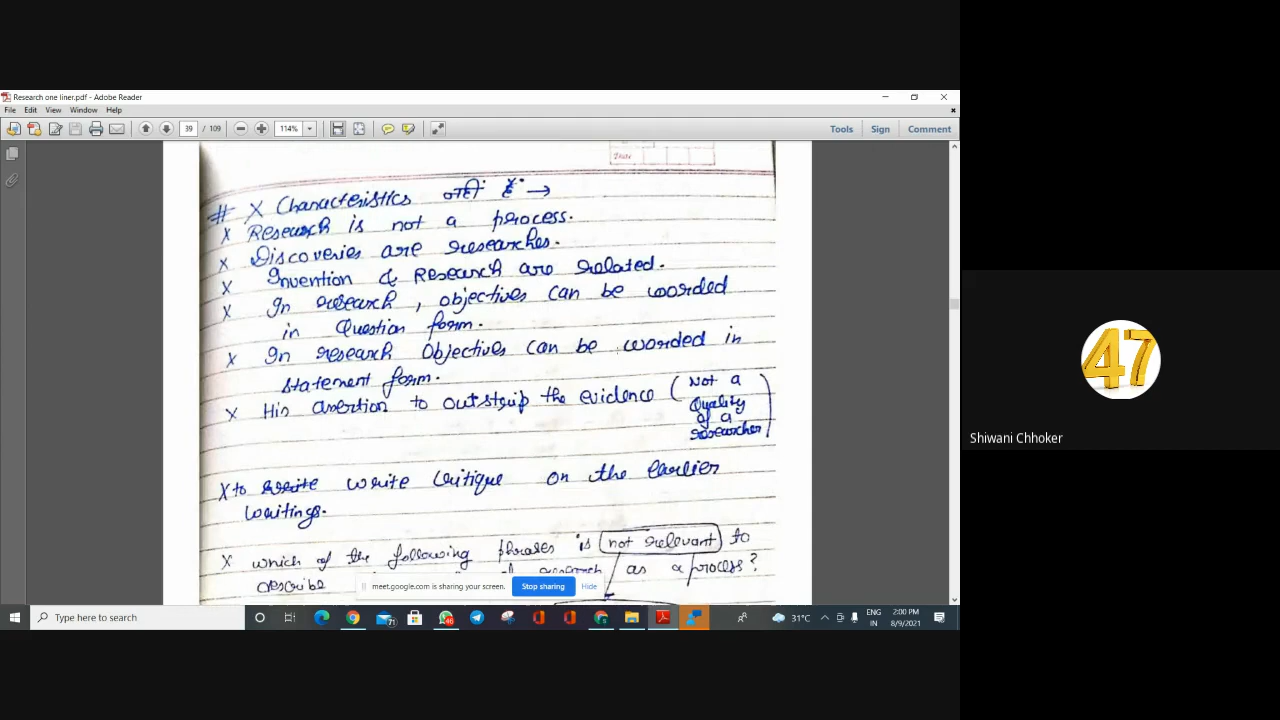 Research one liner.pdf - Adobe Reader
File Edit View Window Help
39 / 109 114% Tools Sign Comment
# X Characteristics नहीं है →
X Research is not a process.
X Discoveries are researches.
X Invention & Research are related.
X In research, objectives can be worded
in Question form.
X In research Objectives can be worded in
statement form.
X His assertion to outstrip the evidence (Not a
Quality
of a
researcher)
X to write write Critique on the Earlier
writings.
X which of the following phrases is not relevant to
describe research as a process?
meet.google.com is sharing your screen. Stop sharing Hide
Type here to search
71
46
31°C
ENG
IN
2:00 PM
8/9/2021
47
Shiwani Chhoker